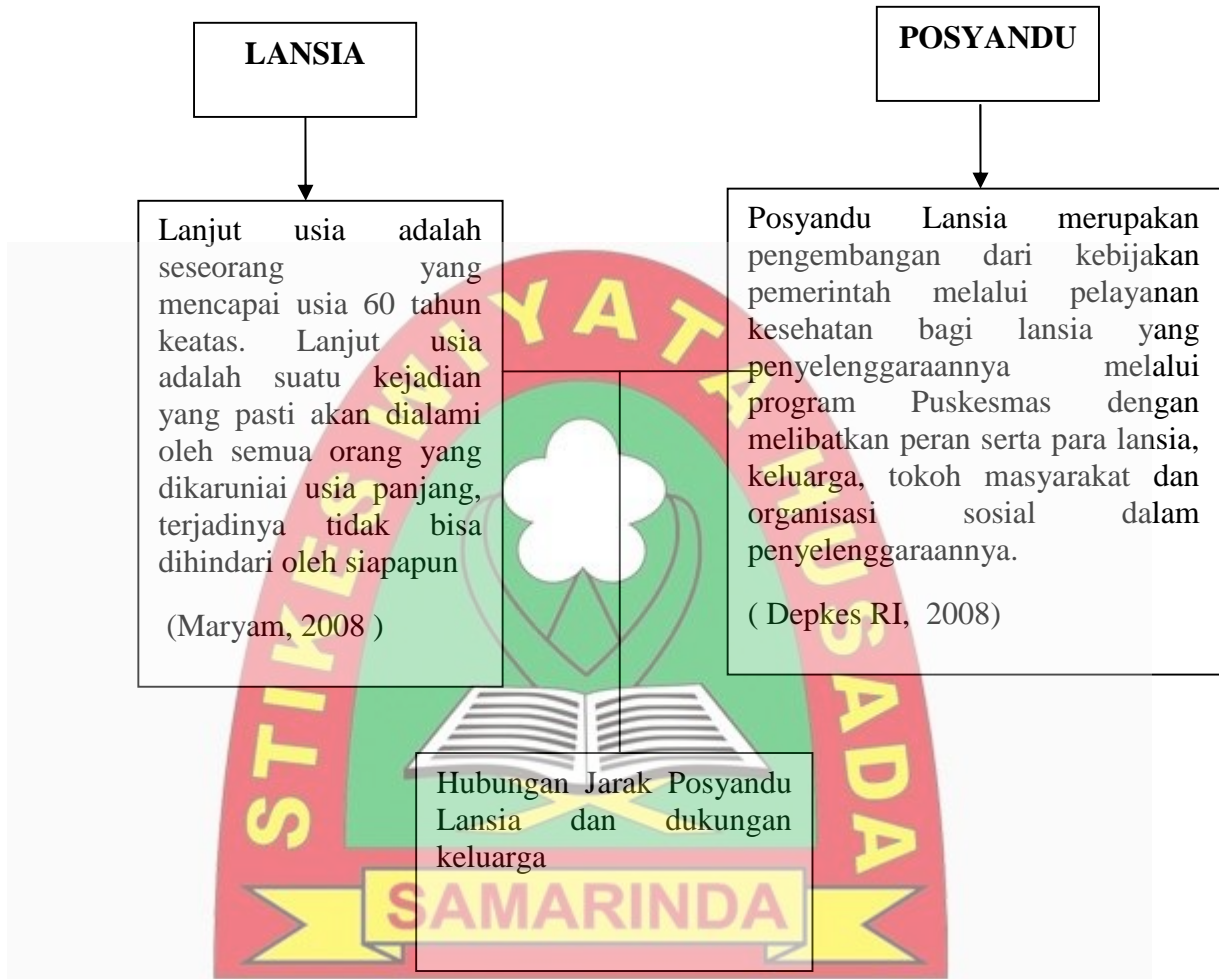 LANSIA
POSYANDU
Lanjut usia adalah
seseorang yang
mencapai usia 60 tahun
keatas. Lanjut usia
adalah suatu kejadian
yang pasti akan dialami
oleh semua orang yang
dikaruniai usia panjang,
terjadinya tidak bisa
dihindari oleh siapapun
(Maryam, 2008 )
Posyandu Lansia merupakan
pengembangan dari kebijakan
pemerintah melalui pelayanan
kesehatan bagi lansia yang
penyelenggaraannya melalui
program Puskesmas dengan
melibatkan peran serta para lansia,
keluarga, tokoh masyarakat dan
organisasi sosial dalam
penyelenggaraannya.
( Depkes RI, 2008)
Hubungan Jarak Posyandu
Lansia dan dukungan
keluarga
STIKES WIYATA HUSADA
SAMARINDA